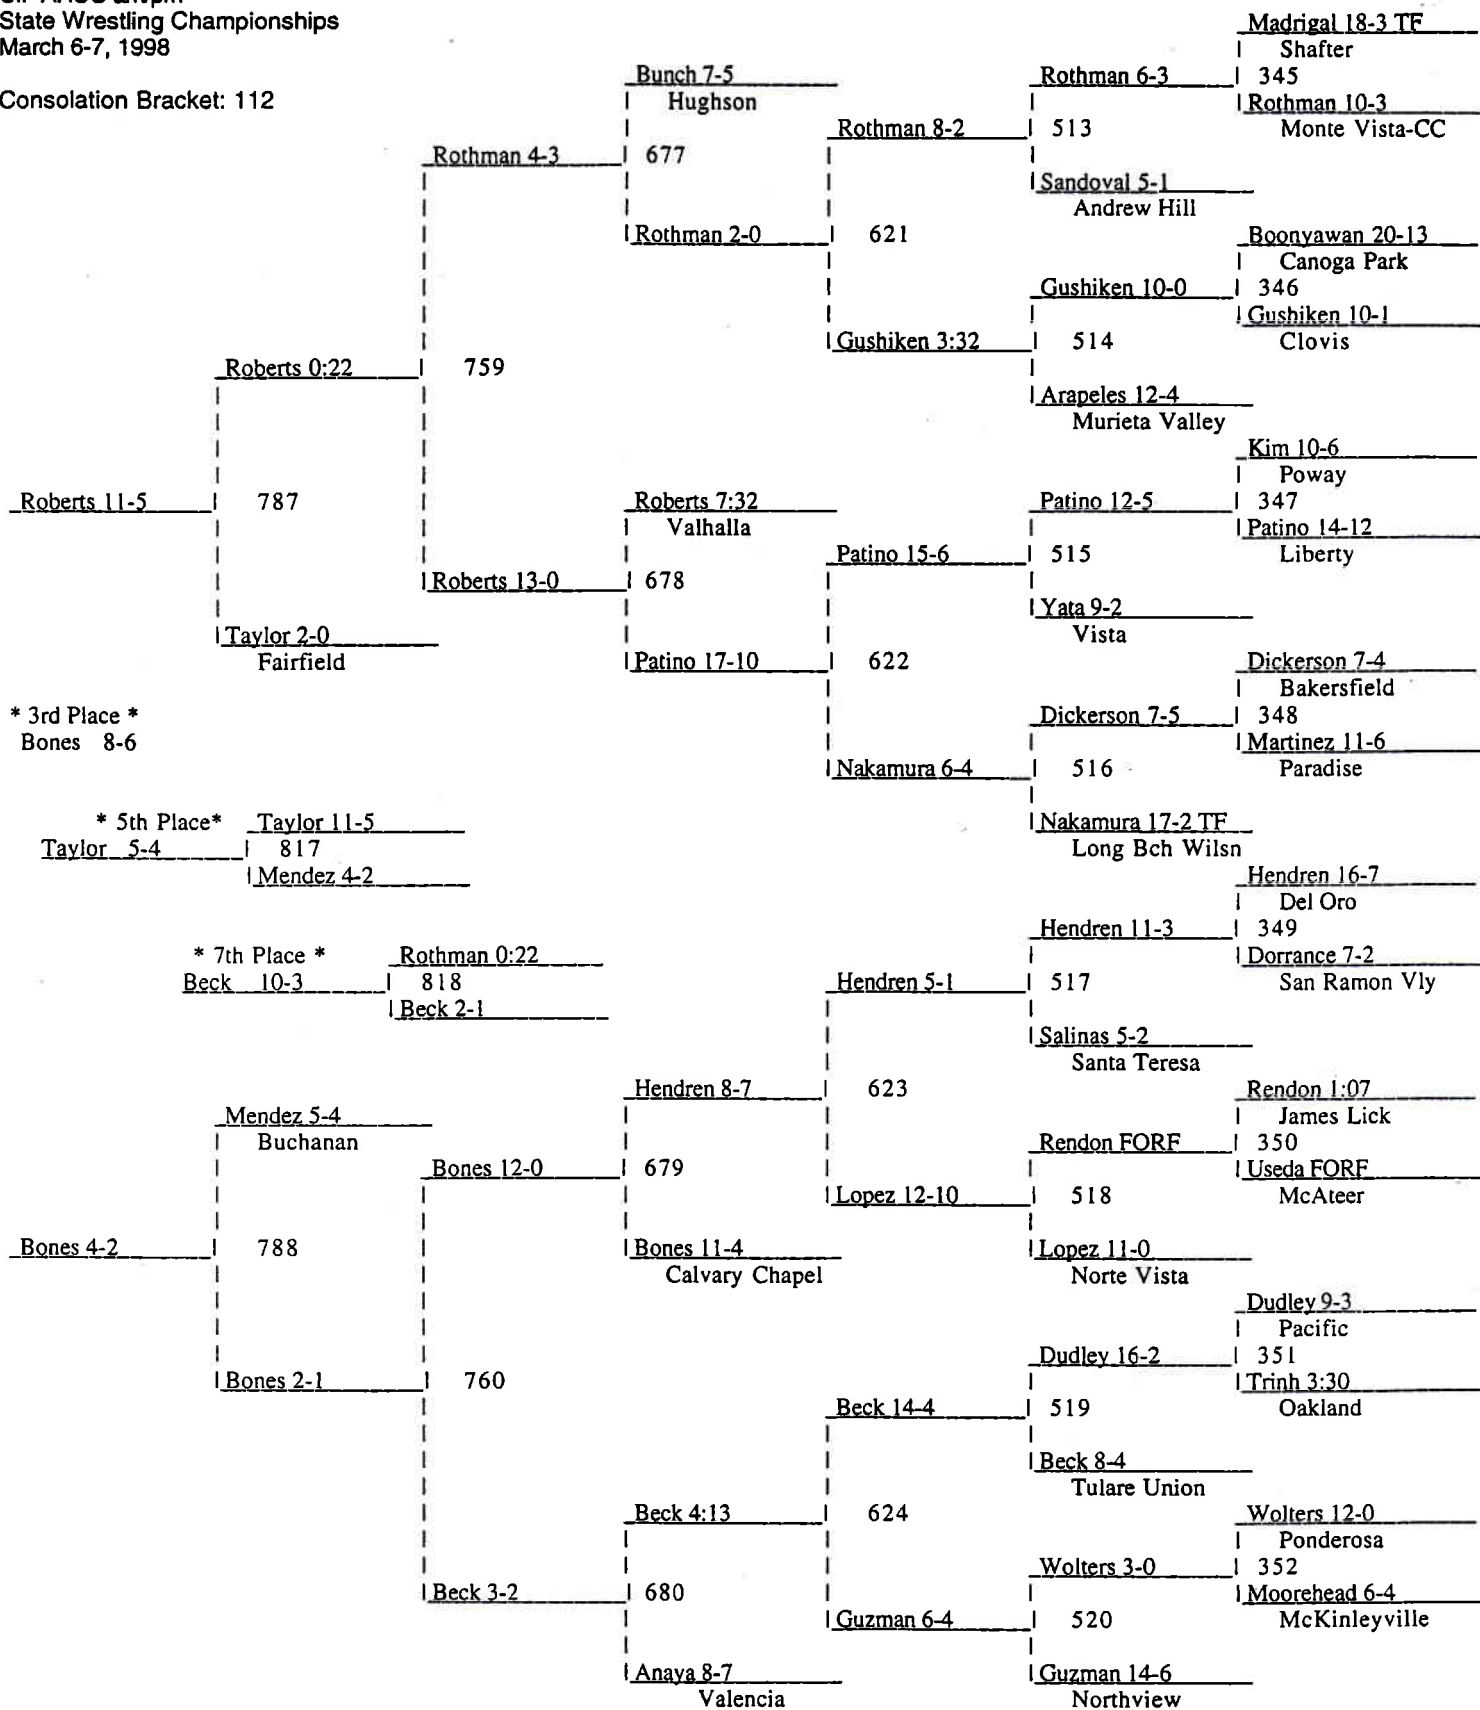 State Wrestling Championships
March 6-7, 1998
Consolation Bracket: 112
Madrigal 18-3 TF
Shafter
Rothman 6-3
345
Rothman 10-3
Monte Vista-CC
Bunch 7-5
Hughson
Rothman 8-2
513
Rothman 4-3
677
Sandoval 5-1
Andrew Hill
Rothman 2-0
621
Boonyawan 20-13
Canoga Park
Gushiken 10-0
346
Gushiken 10-1
Clovis
Gushiken 3:32
514
Arapeles 12-4
Murieta Valley
Roberts 0:22
759
Kim 10-6
Poway
Roberts 11-5
787
Roberts 7:32
Valhalla
Patino 12-5
347
Patino 14-12
Liberty
Patino 15-6
515
Roberts 13-0
678
Yata 9-2
Vista
Taylor 2-0
Fairfield
Patino 17-10
622
Dickerson 7-4
Bakersfield
Dickerson 7-5
348
Martinez 11-6
Paradise
* 3rd Place *
Bones 8-6
Nakamura 6-4
516
Nakamura 17-2 TF
Long Bch Wilsn
* 5th Place*
Taylor 11-5
Taylor 5-4
817
Mendez 4-2
Hendren 16-7
Del Oro
Hendren 11-3
349
Dorrance 7-2
San Ramon Vly
* 7th Place *
Rothman 0:22
Beck 10-3
818
Beck 2-1
Hendren 5-1
517
Salinas 5-2
Santa Teresa
Hendren 8-7
623
Rendon 1:07
James Lick
Mendez 5-4
Buchanan
Rendon FORF
350
Useda FORF
McAteer
Bones 12-0
679
Lopez 12-10
518
Bones 4-2
788
Bones 11-4
Calvary Chapel
Lopez 11-0
Norte Vista
Dudley 9-3
Pacific
Dudley 16-2
351
Trinh 3:30
Oakland
Bones 2-1
760
Beck 14-4
519
Beck 8-4
Tulare Union
Beck 4:13
624
Wolters 12-0
Ponderosa
Wolters 3-0
352
Moorehead 6-4
McKinleyville
Beck 3-2
680
Guzman 6-4
520
Anaya 8-7
Valencia
Guzman 14-6
Northview